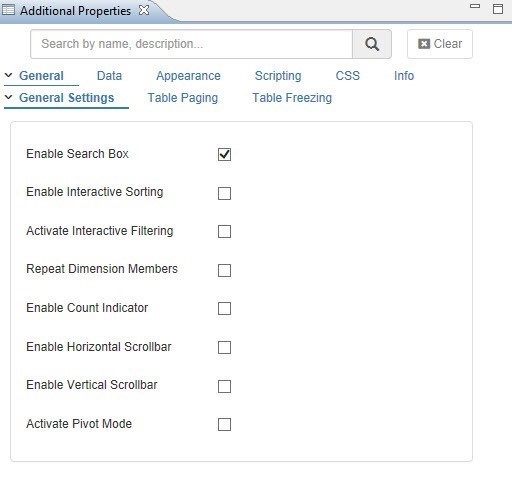 Additional Properties
Search by name, description...
Clear
General Data Appearance Scripting CSS Info
General Settings Table Paging Table Freezing
Enable Search Box
Enable Interactive Sorting
Activate Interactive Filtering
Repeat Dimension Members
Enable Count Indicator
Enable Horizontal Scrollbar
Enable Vertical Scrollbar
Activate Pivot Mode